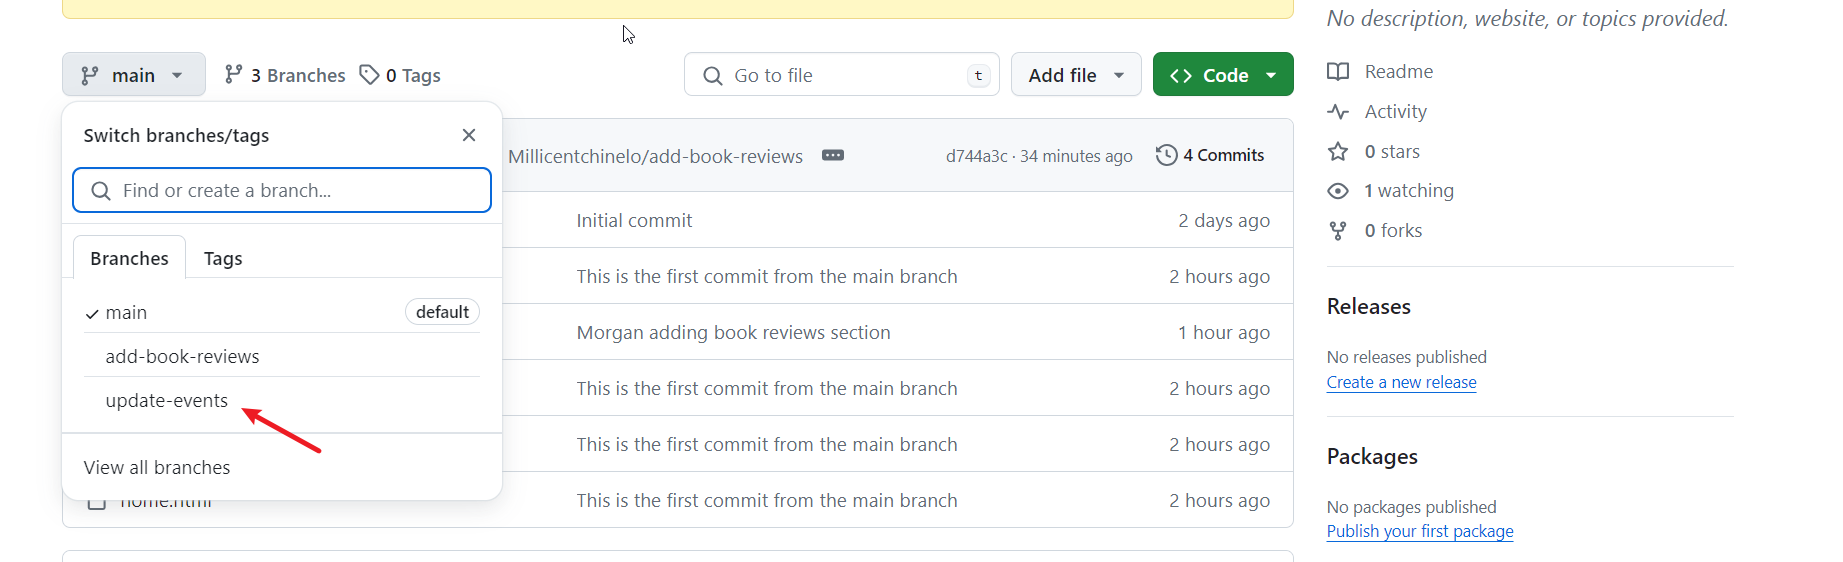 No description, website, or topics provided.
main
3 Branches
0 Tags
Go to file
t
Add file
Code
Readme
Activity
0 stars
1 watching
0 forks
Switch branches/tags
Find or create a branch...
Branches
Tags
main
default
add-book-reviews
update-events
View all branches
Millicentchinelo/add-book-reviews
d744a3c · 34 minutes ago
4 Commits
Initial commit
2 days ago
This is the first commit from the main branch
2 hours ago
Morgan adding book reviews section
1 hour ago
This is the first commit from the main branch
2 hours ago
This is the first commit from the main branch
2 hours ago
home.html
This is the first commit from the main branch
2 hours ago
Releases
No releases published
Create a new release
Packages
No packages published
Publish your first package